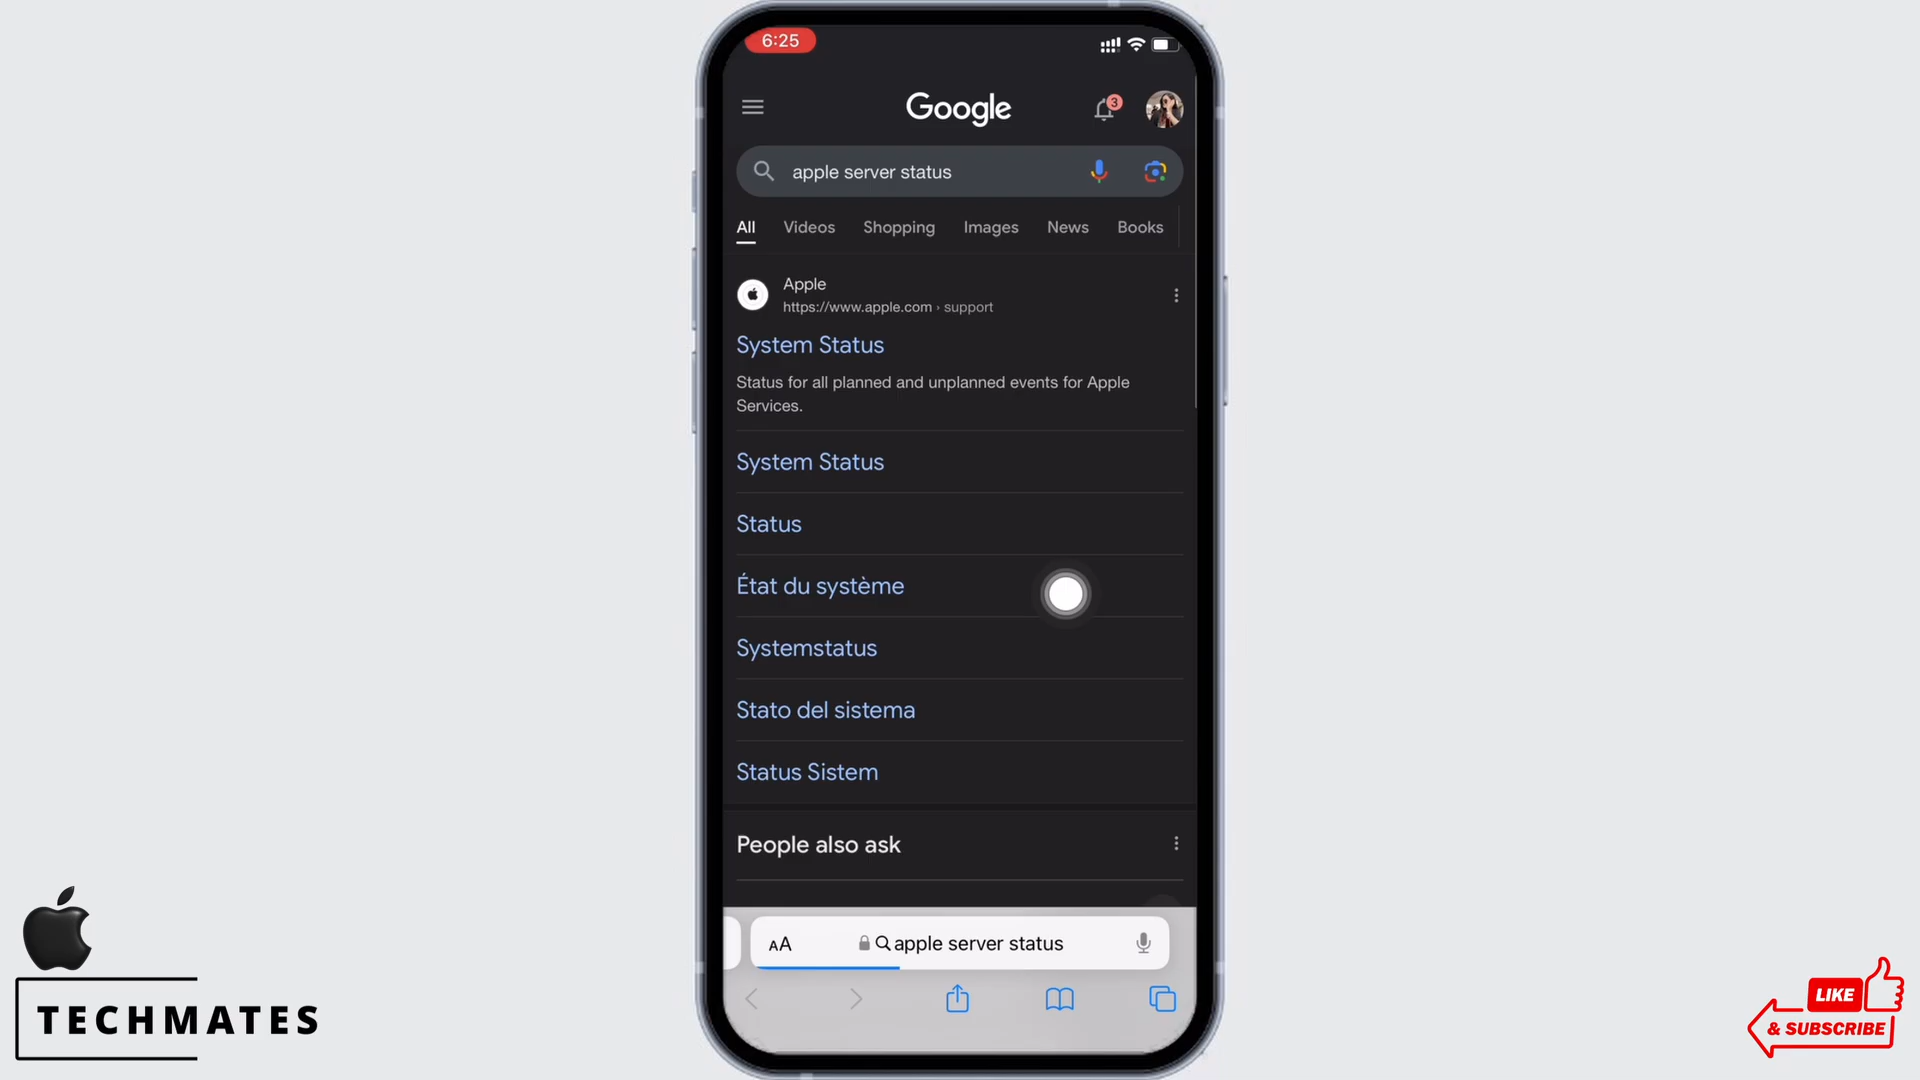 6:25
Google
3
apple server status
All Videos Shopping Images News Books
Apple
https://www.apple.com › support
System Status
Status for all planned and unplanned events for Apple
Services.
System Status
Status
État du système
Systemstatus
Stato del sistema
Status Sistem
People also ask
AA apple server status
TECHMATES
LIKE
& SUBSCRIBE